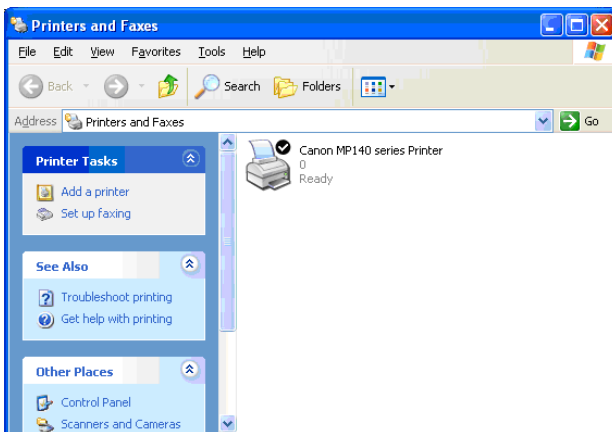 Printers and Faxes
File Edit View Favorites Tools Help
Back Search Folders
Address Printers and Faxes Go
Printer Tasks
Add a printer
Set up faxing
See Also
Troubleshoot printing
Get help with printing
Other Places
Control Panel
Scanners and Cameras
Canon MP140 series Printer
0
Ready